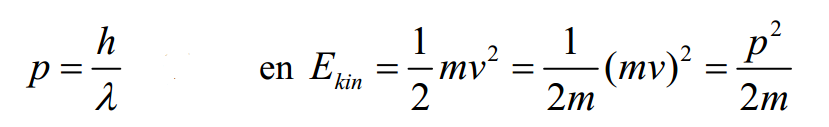 p = h/λ en E_kin = 1/2 mv² = 1/2m (mv)² = p²/2m